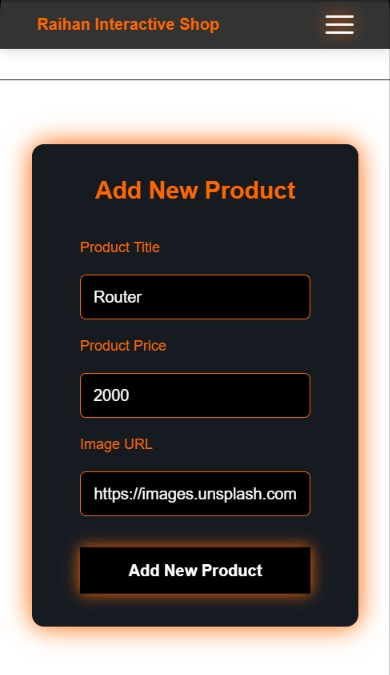 Raihan Interactive Shop
Add New Product
Product Title
Router
Product Price
2000
Image URL
https://images.unsplash.com
Add New Product